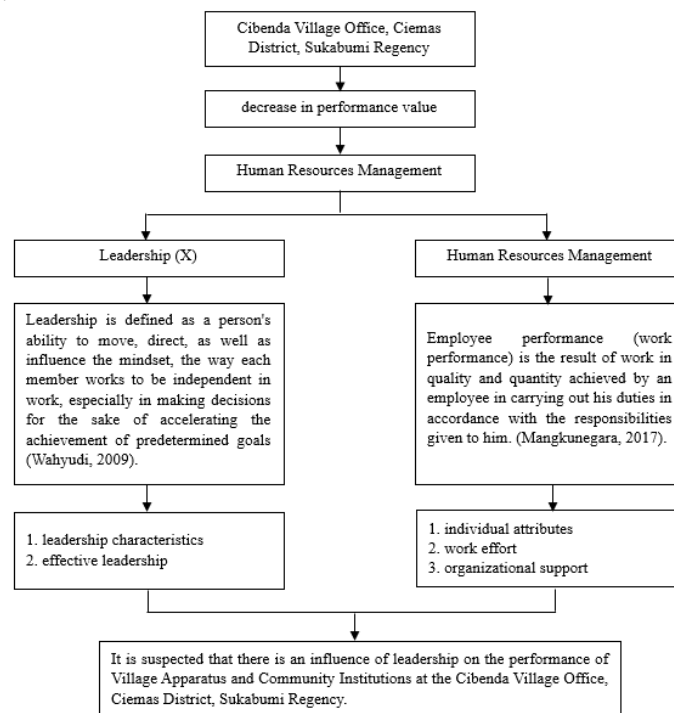 Cibenda Village Office, Ciemas
District, Sukabumi Regency
decrease in performance value
Human Resources Management
Leadership (X)
Human Resources Management
Leadership is defined as a person's
ability to move, direct, as well as
influence the mindset, the way each
member works to be independent in
work, especially in making decisions
for the sake of accelerating the
achievement of predetermined goals
(Wahyudi, 2009).
Employee performance (work
performance) is the result of work in
quality and quantity achieved by an
employee in carrying out his duties in
accordance with the responsibilities
given to him. (Mangkunegara, 2017).
1. leadership characteristics
2. effective leadership
1. individual attributes
2. work effort
3. organizational support
It is suspected that there is an influence of leadership on the performance of
Village Apparatus and Community Institutions at the Cibenda Village Office,
Ciemas District, Sukabumi Regency.